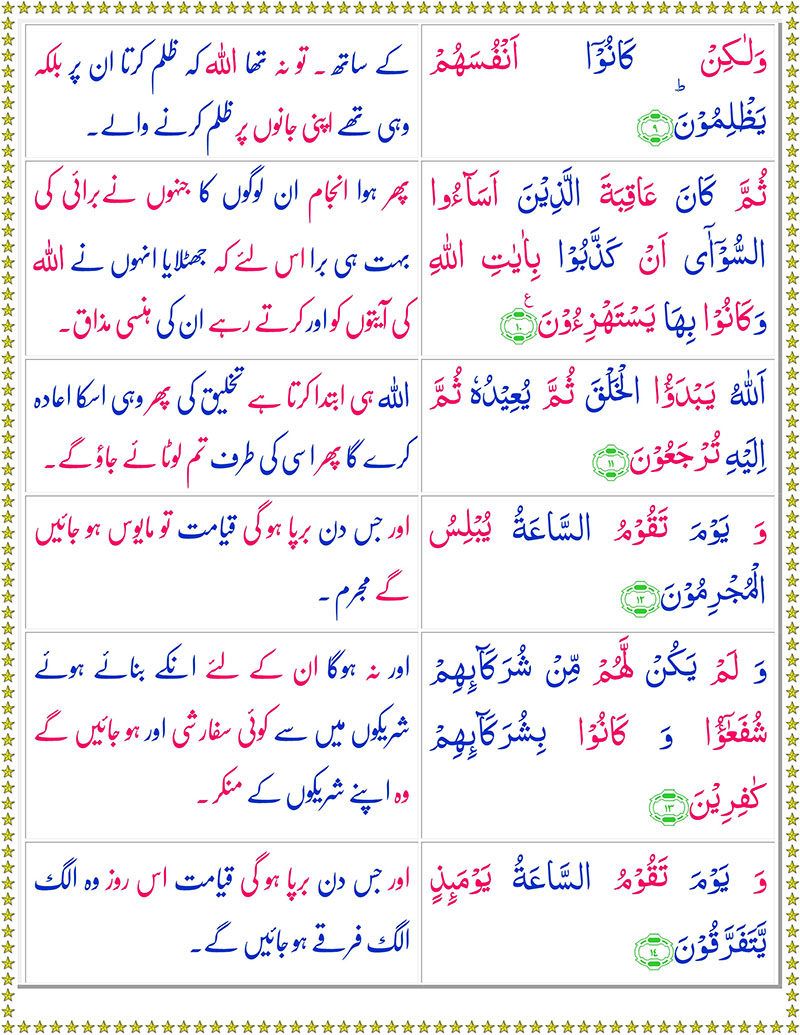 وَلٰكِنْ كَانُوْۤا اَنْفُسَهُمْ
يَظْلِمُوْنَؕ ۹
کے ساتھ۔ تو نہ تھا اللہ کہ ظلم کرتا ان پر بلکہ
وہی تھے اپنی جانوں پر ظلم کرنے والے۔
ثُمَّ كَانَ عَاقِبَةَ الَّذِيْنَ اَسَآءُوا
السُّوْٓاٰى اَنْ كَذَّبُوْا بِاٰيٰتِ اللّٰهِ
وَكَانُوْا بِهَا يَسْتَهْزِءُوْنَ ۱۰ ع
پھر ہوا انجام ان لوگوں کا جنہوں نے برائی کی
بہت ہی برا اس لئے کہ جھٹلایا انہوں نے اللہ
کی آیتوں کو اور کرتے رہے ان کی ہنسی مذاق۔
اَللّٰهُ يَبْدَؤُا الْخَلْقَ ثُمَّ يُعِيْدُهٗ ثُمَّ
اِلَيْهِ تُرْجَعُوْنَ ۱۱
اللہ ہی ابتدا کرتا ہے تخلیق کی پھر وہی اسکا اعادہ
کرے گا پھر اسی کی طرف تم لوٹائے جاؤ گے۔
وَ يَوْمَ تَقُوْمُ السَّاعَةُ يُبْلِسُ
الْمُجْرِمُوْنَ ۱۲
اور جس دن برپا ہوگی قیامت تو مایوس ہو جائیں
گے مجرم۔
وَ لَمْ يَكُنْ لَّهُمْ مِّنْ شُرَكَآئِهِمْ
شُفَعٰٓؤُا وَ كَانُوْا بِشُرَكَآئِهِمْ
كٰفِرِيْنَ ۱۳
اور نہ ہوگا ان کے لئے انکے بنائے ہوئے
شریکوں میں سے کوئی سفارشی اور ہو جائیں گے
وہ اپنے شریکوں کے منکر۔
وَ يَوْمَ تَقُوْمُ السَّاعَةُ يَوْمَئِذٍ
يَّتَفَرَّقُوْنَ ۱۴
اور جس دن برپا ہوگی قیامت اس روز وہ الگ
الگ فرقے ہو جائیں گے۔